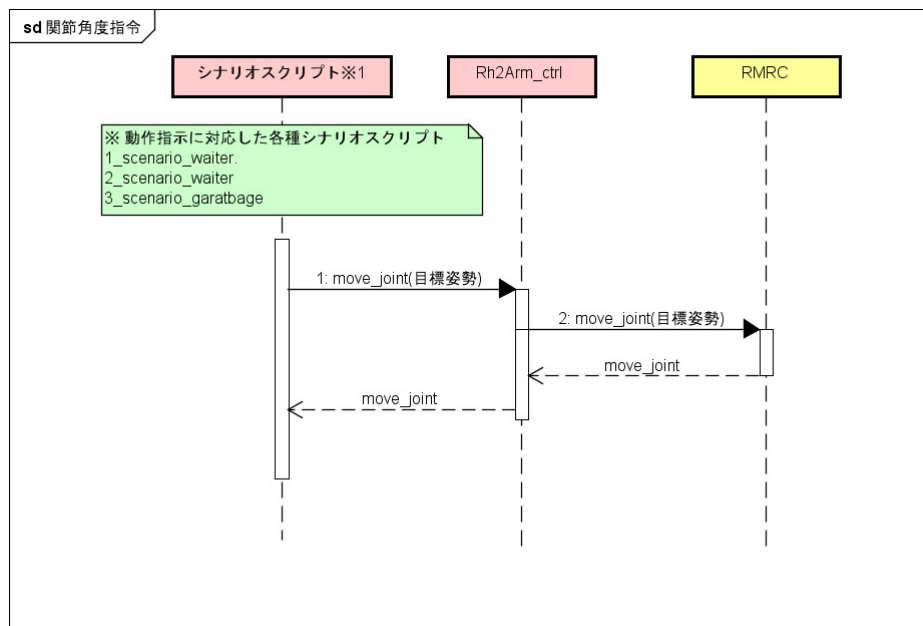 sd 関節角度指令
シナリオスクリプト※1
Rh2Arm_ctrl
RMRC
※ 動作指示に対応した各種シナリオスクリプト
1_scenario_waiter.
2_scenario_waiter
3_scenario_garatbage
1: move_joint(目標姿勢)
2: move_joint(目標姿勢)
move_joint
move_joint